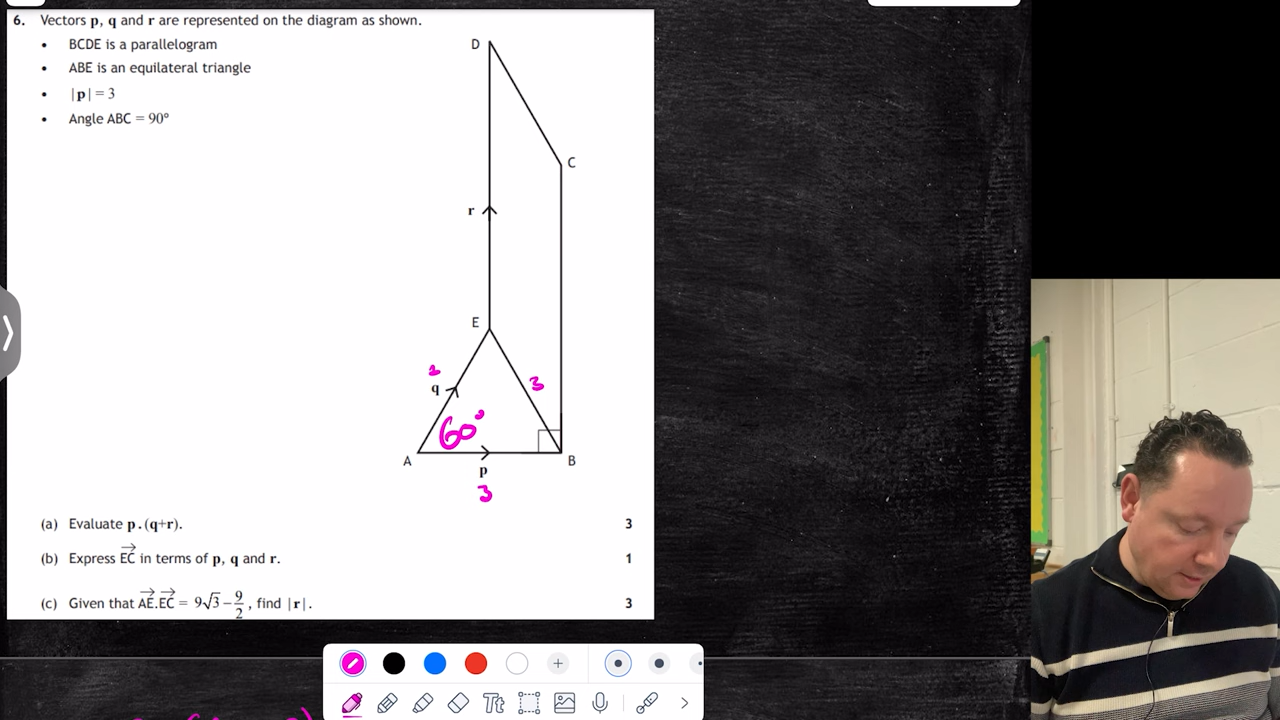 6. Vectors p, q and r are represented on the diagram as shown.
• BCDE is a parallelogram
• ABE is an equilateral triangle
• |p| = 3
• Angle ABC = 90°
D
C
r
E
q
3
60°
A
B
p
3
(a) Evaluate p.(q+r). 3
(b) Express EC→ in terms of p, q and r. 1
(c) Given that AE→.EC→ = 9√3 − 9/2, find |r|. 3
Tt